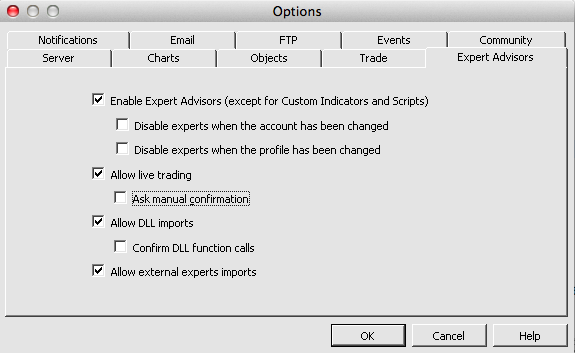 Options
Notifications Email FTP Events Community
Server Charts Objects Trade Expert Advisors
Enable Expert Advisors (except for Custom Indicators and Scripts)
Disable experts when the account has been changed
Disable experts when the profile has been changed
Allow live trading
Ask manual confirmation
Allow DLL imports
Confirm DLL function calls
Allow external experts imports
OK Cancel Help